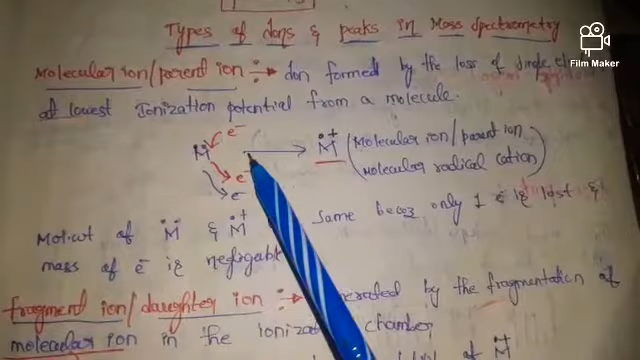 Types of Ions & peaks in Mass spectrometry
Film Maker
Molecular ion/parent ion :→ Ion formed by the loss of single
at lowest Ionization potential from a molecule.
M̈ e⁻ e⁻ e⁻ → M•+ (Molecular ion/parent ion
Molecular radical cation)
Mol.wt of M̈ & M•+ Same becoz only 1 e⁻ is lost &
mass of e⁻ is negligable
fragment ion/daughter ion :→ by the fragmentation of
molecular ion in the ionization chamber
of M•+